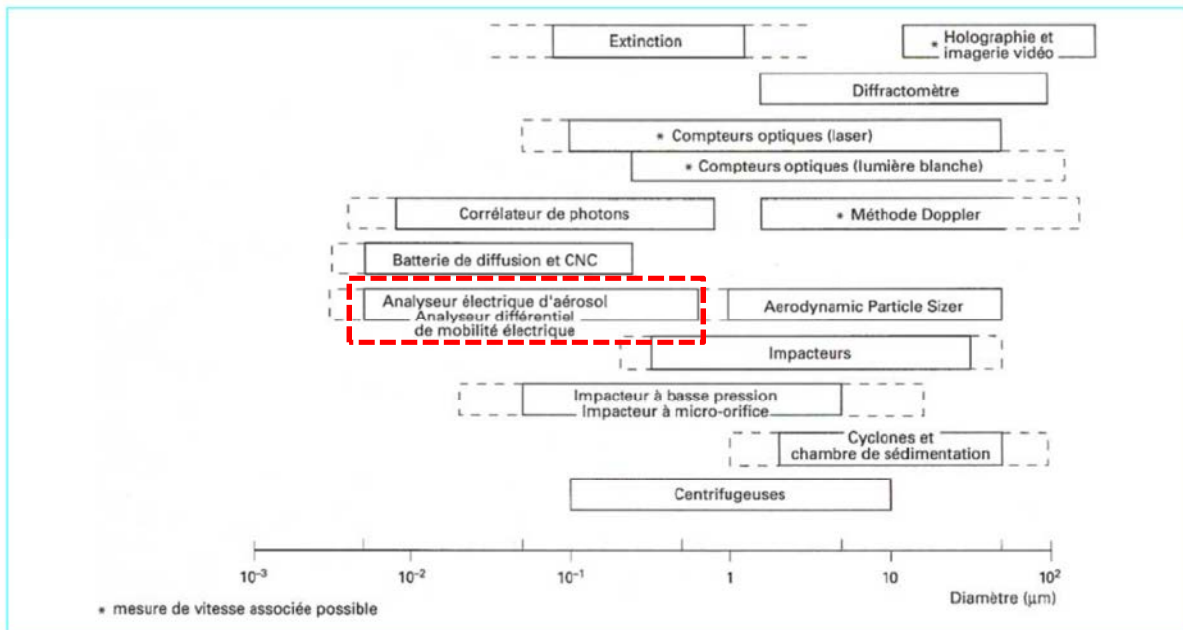 Extinction
* Holographie et
imagerie vidéo
Diffractomètre
* Compteurs optiques (laser)
* Compteurs optiques (lumière blanche)
Corrélateur de photons
* Méthode Doppler
Batterie de diffusion et CNC
Analyseur électrique d'aérosol
Analyseur différentiel
de mobilité électrique
Aerodynamic Particle Sizer
Impacteurs
Impacteur à basse pression
Impacteur à micro-orifice
Cyclones et
chambre de sédimentation
Centrifugeuses
10⁻³ 10⁻² 10⁻¹ 1 10 10²
Diamètre (µm)
* mesure de vitesse associée possible